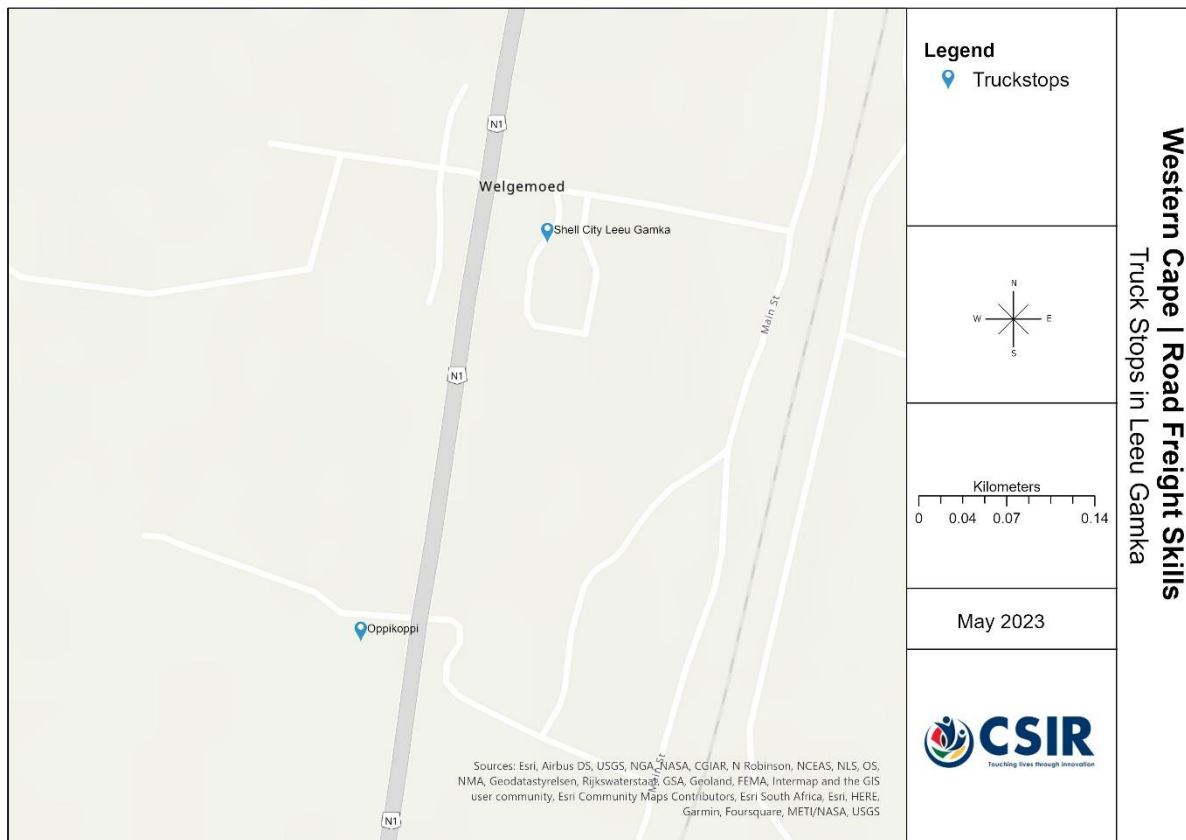 N1
Welgemoed
Shell City Leeu Gamka
Main St
N1
Oppikoppi
Main St
N1
Sources: Esri, Airbus DS, USGS, NGA, NASA, CGIAR, N Robinson, NCEAS, NLS, OS,
NMA, Geodatastyrelsen, Rijkswaterstaat, GSA, Geoland, FEMA, Intermap and the GIS
user community, Esri Community Maps Contributors, Esri South Africa, Esri, HERE,
Garmin, Foursquare, METI/NASA, USGS
Legend
Truckstops
N
W E
S
Kilometers
0 0.04 0.07 0.14
May 2023
CSIR
Touching lives through innovation
Western Cape | Road Freight Skills
Truck Stops in Leeu Gamka